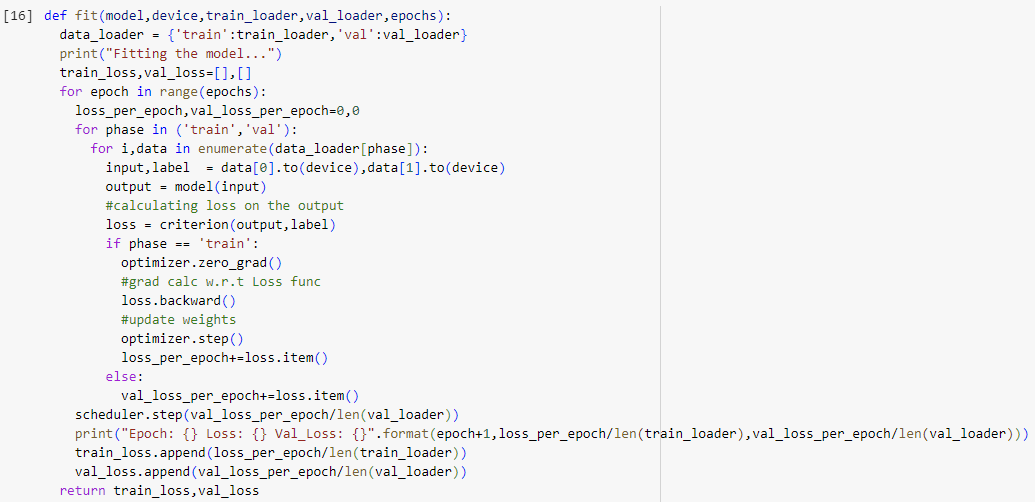 [16] def fit(model,device,train_loader,val_loader,epochs):
  data_loader = {'train':train_loader,'val':val_loader}
  print("Fitting the model...")
  train_loss,val_loss=[],[]
  for epoch in range(epochs):
    loss_per_epoch,val_loss_per_epoch=0,0
    for phase in ('train','val'):
      for i,data in enumerate(data_loader[phase]):
        input,label  = data[0].to(device),data[1].to(device)
        output = model(input)
        #calculating loss on the output
        loss = criterion(output,label)
        if phase == 'train':
          optimizer.zero_grad()
          #grad calc w.r.t Loss func
          loss.backward()
          #update weights
          optimizer.step()
          loss_per_epoch+=loss.item()
        else:
          val_loss_per_epoch+=loss.item()
    scheduler.step(val_loss_per_epoch/len(val_loader))
    print("Epoch: {} Loss: {} Val_Loss: {}".format(epoch+1,loss_per_epoch/len(train_loader),val_loss_per_epoch/len(val_loader)))
    train_loss.append(loss_per_epoch/len(train_loader))
    val_loss.append(val_loss_per_epoch/len(val_loader))
  return train_loss,val_loss